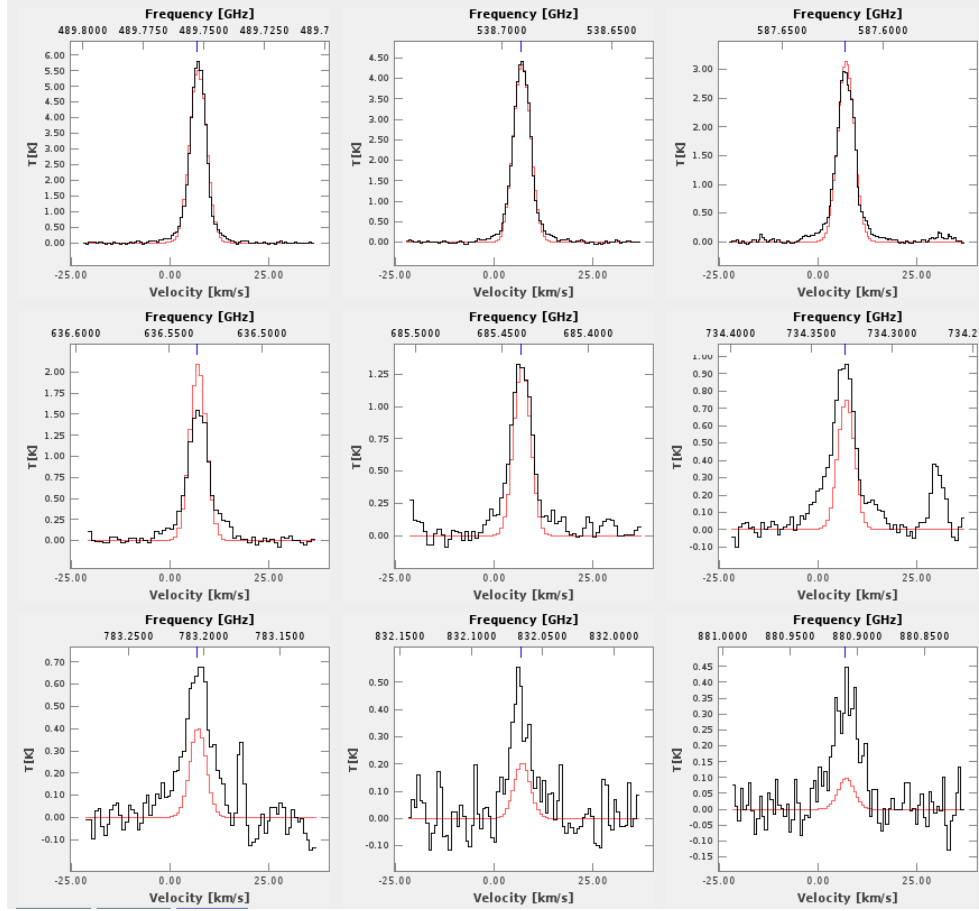 Frequency [GHz] Frequency [GHz] Frequency [GHz]
489.8000 489.7750 489.7500 489.7250 489.7 538.7000 538.6500 587.6500 587.6000
6.00 5.50 5.00 4.50 4.00 3.50 3.00 2.50 2.00 1.50 1.00 0.50 0.00
T[K]
-25.00 0.00 25.00
Velocity [km/s]
4.50 4.00 3.50 3.00 2.50 2.00 1.50 1.00 0.50 0.00
T[K]
-25.00 0.00 25.00
Velocity [km/s]
3.00 2.00 1.00 0.50 0.00
T[K]
-25.00 0.00 25.00
Velocity [km/s]
Frequency [GHz] Frequency [GHz] Frequency [GHz]
636.6000 636.5500 636.5000 685.5000 685.4500 685.4000 734.4000 734.3500 734.3000 734.2
2.00 1.75 1.50 1.25 1.00 0.75 0.50 0.25 0.00
T[K]
-25.00 0.00 25.00
Velocity [km/s]
1.25 1.00 0.75 0.50 0.25 0.00
T[K]
-25.00 0.00 25.00
Velocity [km/s]
1.00 0.90 0.80 0.70 0.60 0.50 0.40 0.30 0.20 0.10 0.00 -0.10
T[K]
-25.00 0.00 25.00
Velocity [km/s]
Frequency [GHz] Frequency [GHz] Frequency [GHz]
783.2500 783.2000 783.1500 832.1500 832.1000 832.0500 832.0000 881.0000 880.9500 880.9000 880.8500
0.70 0.60 0.50 0.40 0.30 0.20 0.10 0.00 -0.10
T[K]
-25.00 0.00 25.00
Velocity [km/s]
0.50 0.40 0.30 0.20 0.10 0.00 -0.10
T[K]
-25.00 0.00 25.00
Velocity [km/s]
0.45 0.40 0.35 0.30 0.25 0.20 0.15 0.10 0.05 0.00 -0.05 -0.10 -0.15
T[K]
-25.00 0.00 25.00
Velocity [km/s]